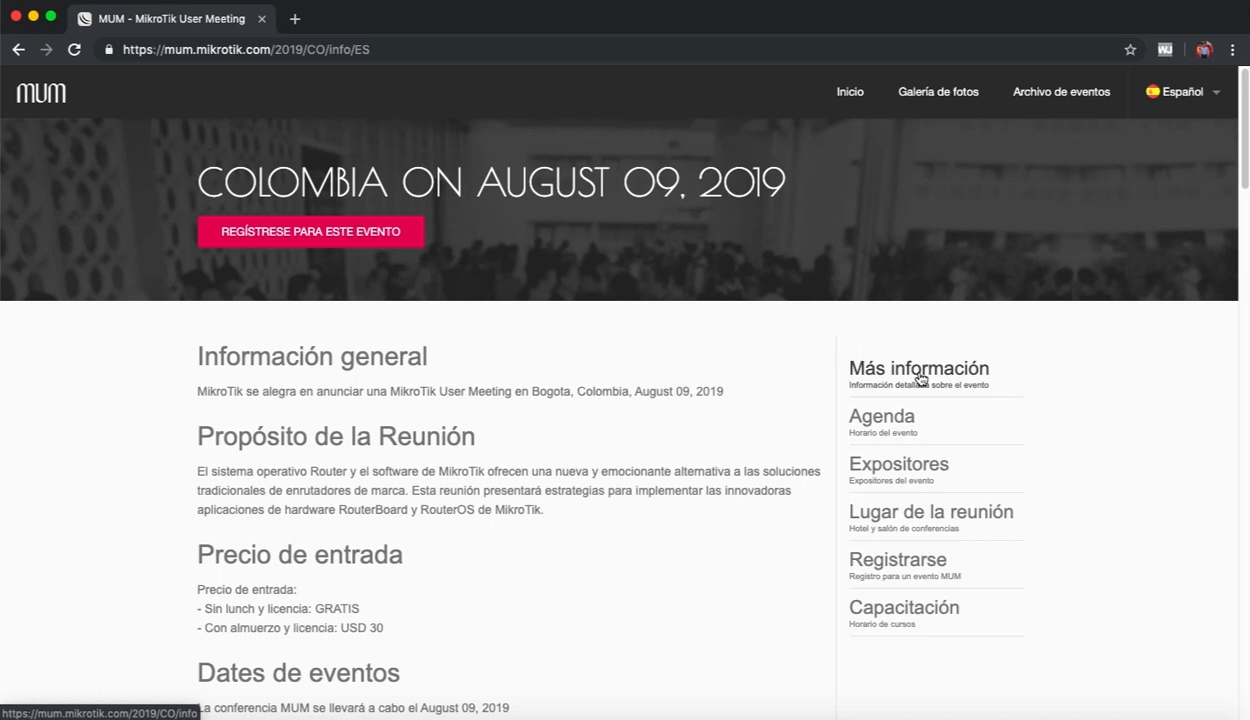 MUM - MikroTik User Meeting
https://mum.mikrotik.com/2019/CO/info/ES
MUM
Inicio
Galería de fotos
Archivo de eventos
Español
COLOMBIA ON AUGUST 09, 2019
REGÍSTRESE PARA ESTE EVENTO
Información general
MikroTik se alegra en anunciar una MikroTik User Meeting en Bogota, Colombia, August 09, 2019
Propósito de la Reunión
El sistema operativo Router y el software de MikroTik ofrecen una nueva y emocionante alternativa a las soluciones
tradicionales de enrutadores de marca. Esta reunión presentará estrategias para implementar las innovadoras
aplicaciones de hardware RouterBoard y RouterOS de MikroTik.
Precio de entrada
Precio de entrada:
- Sin lunch y licencia: GRATIS
- Con almuerzo y licencia: USD 30
Dates de eventos
La conferencia MUM se llevará a cabo el August 09, 2019
Más información
Información detallada sobre el evento
Agenda
Horario del evento
Expositores
Expositores del evento
Lugar de la reunión
Hotel y salón de conferencias
Registrarse
Registro para un evento MUM
Capacitación
Horario de cursos
https://mum.mikrotik.com/2019/CO/info